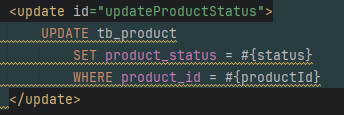 <update id="updateProductStatus">
    UPDATE tb_product
        SET product_status = #{status}
        WHERE product_id = #{productId}
</update>